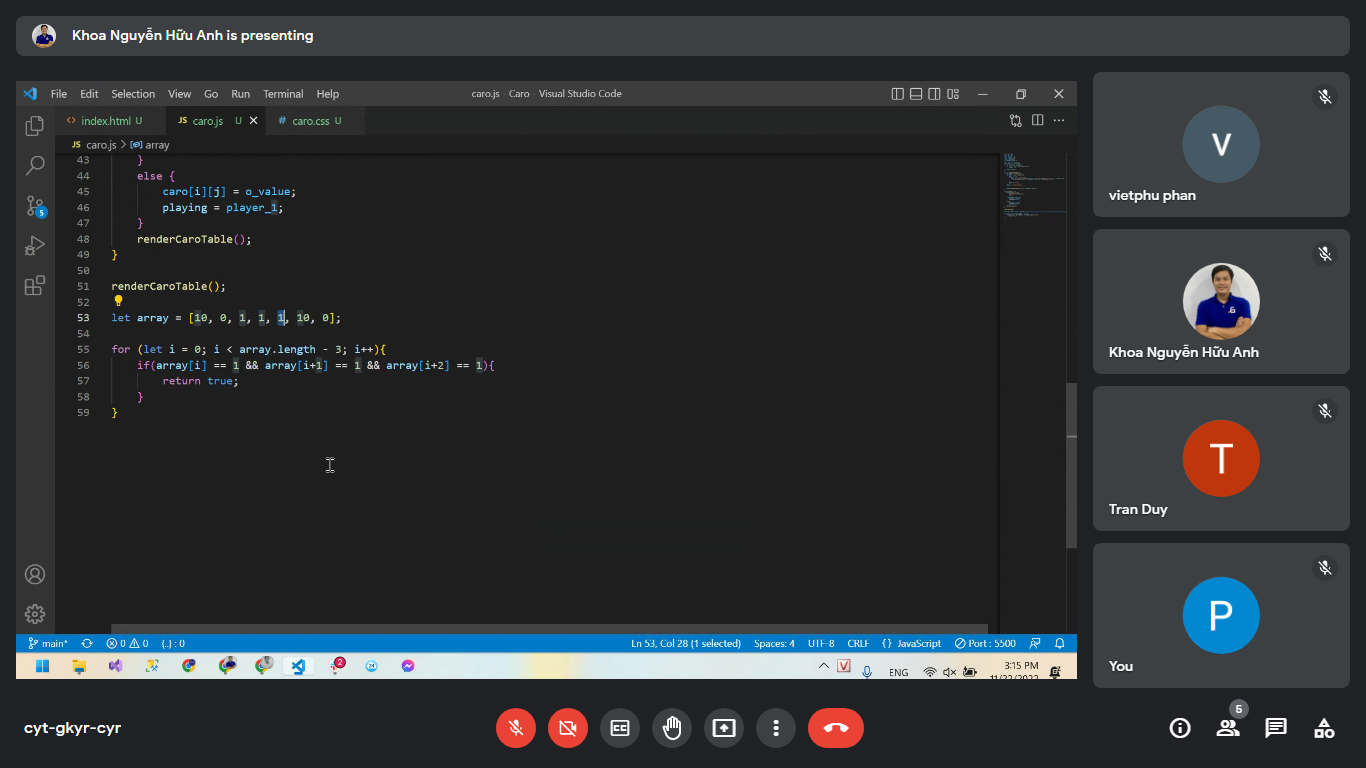 Khoa Nguyễn Hữu Anh is presenting
File Edit Selection View Go Run Terminal Help
caro.js - Caro - Visual Studio Code
index.html U
JS caro.js U
# caro.css U
JS caro.js > array
43 }
44 else {
45 caro[i][j] = o_value;
46 playing = player_1;
47 }
48 renderCaroTable();
49 }
50
51 renderCaroTable();
52
53 let array = [10, 0, 1, 1, 1, 10, 0];
54
55 for (let i = 0; i < array.length - 3; i++){
56 if(array[i] == 1 && array[i+1] == 1 && array[i+2] == 1){
57 return true;
58 }
59 }
5
main* 0 0 {..} : 0
Ln 53, Col 28 (1 selected) Spaces: 4 UTF-8 CRLF {} JavaScript Port : 5500
2
V
ENG
3:15 PM
V
vietphu phan
Khoa Nguyễn Hữu Anh
T
Tran Duy
P
You
cyt-gkyr-cyr
5